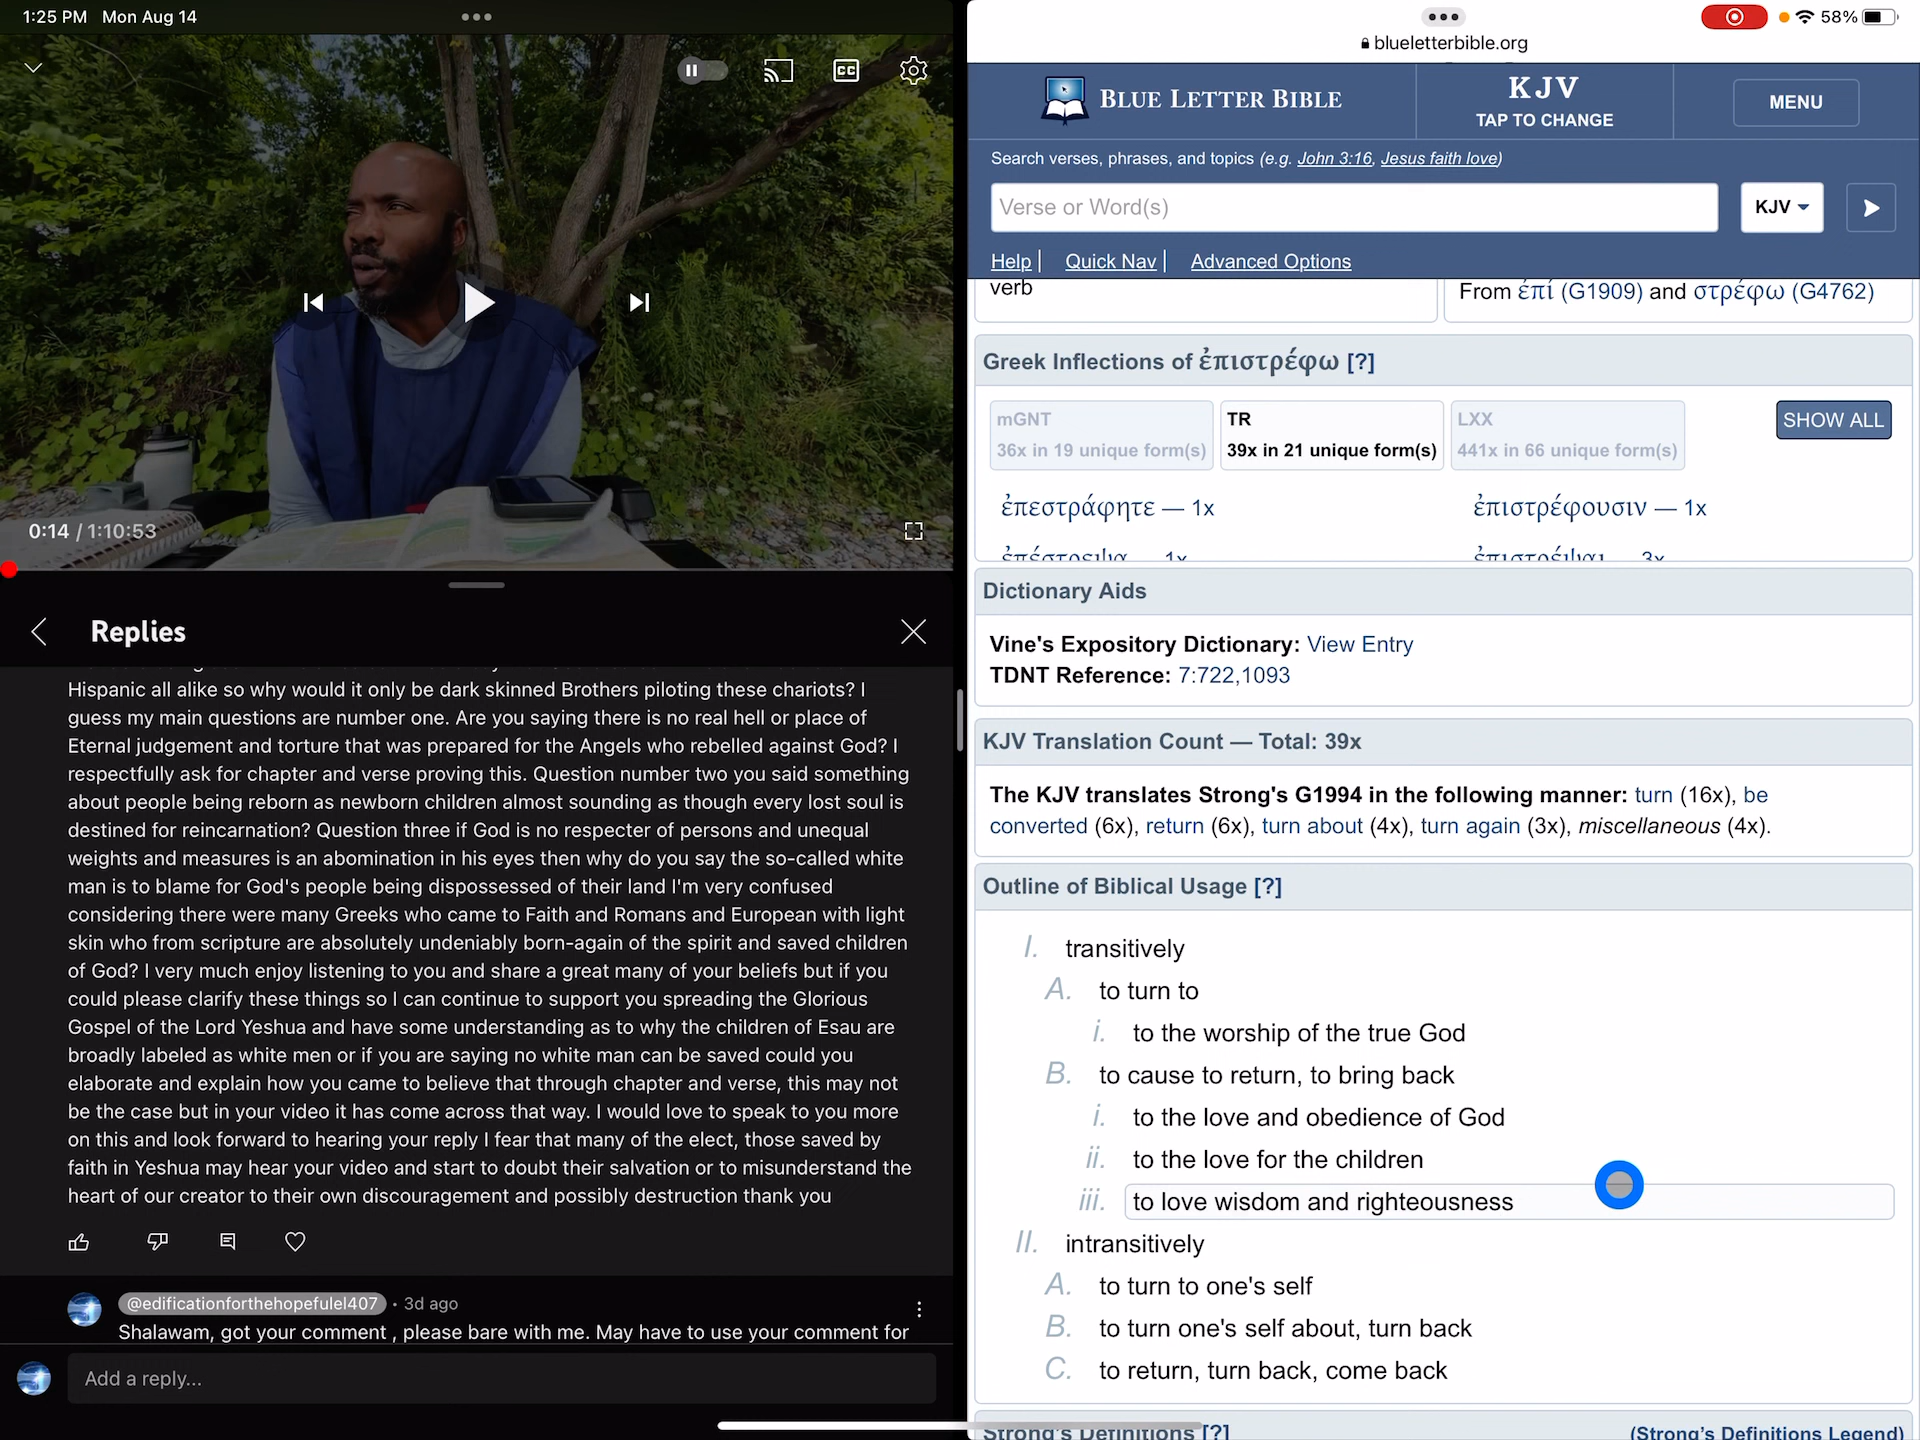 1:25 PM Mon Aug 14
0:14 / 1:10:53
Replies
Hispanic all alike so why would it only be dark skinned Brothers piloting these chariots? I
guess my main questions are number one. Are you saying there is no real hell or place of
Eternal judgement and torture that was prepared for the Angels who rebelled against God? I
respectfully ask for chapter and verse proving this. Question number two you said something
about people being reborn as newborn children almost sounding as though every lost soul is
destined for reincarnation? Question three if God is no respecter of persons and unequal
weights and measures is an abomination in his eyes then why do you say the so-called white
man is to blame for God's people being dispossessed of their land I'm very confused
considering there were many Greeks who came to Faith and Romans and European with light
skin who from scripture are absolutely undeniably born-again of the spirit and saved children
of God? I very much enjoy listening to you and share a great many of your beliefs but if you
could please clarify these things so I can continue to support you spreading the Glorious
Gospel of the Lord Yeshua and have some understanding as to why the children of Esau are
broadly labeled as white men or if you are saying no white man can be saved could you
elaborate and explain how you came to believe that through chapter and verse, this may not
be the case but in your video it has come across that way. I would love to speak to you more
on this and look forward to hearing your reply I fear that many of the elect, those saved by
faith in Yeshua may hear your video and start to doubt their salvation or to misunderstand the
heart of our creator to their own discouragement and possibly destruction thank you
@edificationforthehopefulel407 • 3d ago
Shalawam, got your comment , please bare with me. May have to use your comment for
Add a reply...
58%
blueletterbible.org
BLUE LETTER BIBLE
KJV
TAP TO CHANGE
MENU
Search verses, phrases, and topics (e.g. John 3:16, Jesus faith love)
Verse or Word(s)
KJV
Help | Quick Nav | Advanced Options
verb
From ἐπί (G1909) and στρέφω (G4762)
Greek Inflections of ἐπιστρέφω [?]
mGNT
36x in 19 unique form(s)
TR
39x in 21 unique form(s)
LXX
441x in 66 unique form(s)
SHOW ALL
ἐπεστράφητε — 1x
ἐπιστρέφουσιν — 1x
ἐπέστρεψα — 1x
ἐπιστρέψαι — 3x
Dictionary Aids
Vine's Expository Dictionary: View Entry
TDNT Reference: 7:722,1093
KJV Translation Count — Total: 39x
The KJV translates Strong's G1994 in the following manner: turn (16x), be
converted (6x), return (6x), turn about (4x), turn again (3x), miscellaneous (4x).
Outline of Biblical Usage [?]
I. transitively
A. to turn to
i. to the worship of the true God
B. to cause to return, to bring back
i. to the love and obedience of God
ii. to the love for the children
iii. to love wisdom and righteousness
II. intransitively
A. to turn to one's self
B. to turn one's self about, turn back
C. to return, turn back, come back
Strong's Definitions [?]
(Strong's Definitions Legend)